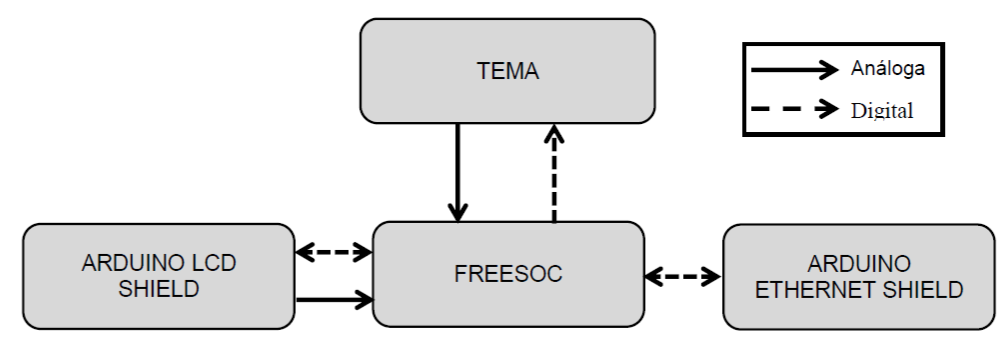 TEMA
Análoga
Digital
ARDUINO LCD
SHIELD
FREESOC
ARDUINO
ETHERNET SHIELD